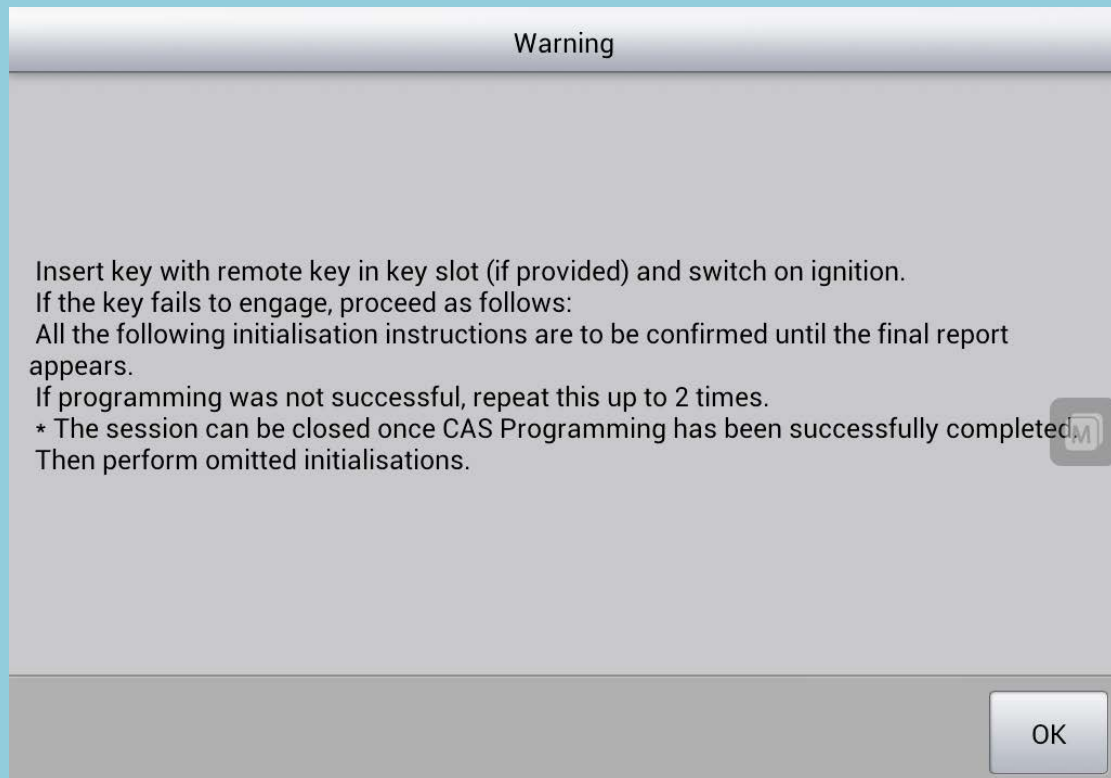 Warning
Insert key with remote key in key slot (if provided) and switch on ignition.
If the key fails to engage, proceed as follows:
All the following initialisation instructions are to be confirmed until the final report
appears.
If programming was not successful, repeat this up to 2 times.
* The session can be closed once CAS Programming has been successfully completed.
Then perform omitted initialisations.
M
OK